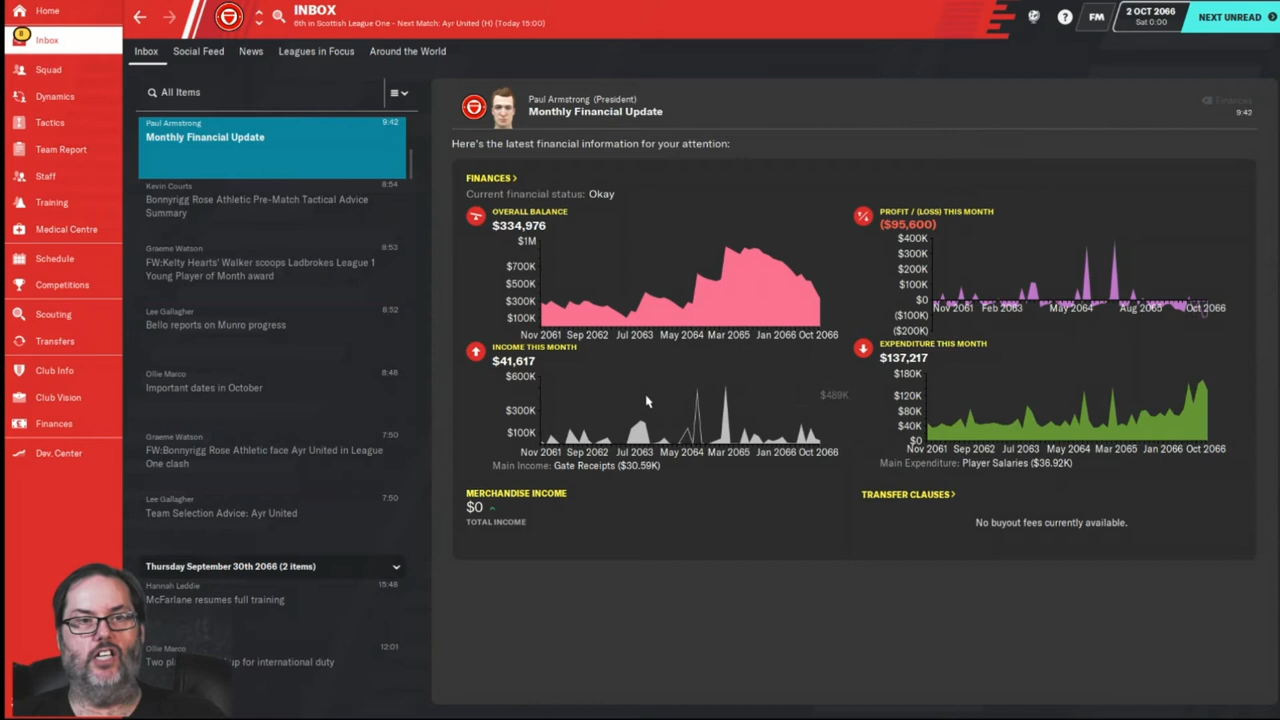 Home
8
Inbox
Squad
Dynamics
Tactics
Team Report
Staff
Training
Medical Centre
Schedule
Competitions
Scouting
Transfers
Club Info
Club Vision
Finances
Dev. Center
INBOX
6th in Scottish League One - Next Match: Ayr United (H) (Today 15:00)
?
FM
2 OCT 2066
Sat 0:00
NEXT UNREAD
Inbox
Social Feed
News
Leagues in Focus
Around the World
All Items
Paul Armstrong
9:42
Monthly Financial Update
Kevin Courts
8:54
Bonnyrigg Rose Athletic Pre-Match Tactical Advice
Summary
Graeme Watson
8:53
FW:Kelty Hearts' Walker scoops Ladbrokes League 1
Young Player of Month award
Lee Gallagher
8:52
Bello reports on Munro progress
Ollie Marco
8:48
Important dates in October
Graeme Watson
7:50
FW:Bonnyrigg Rose Athletic face Ayr United in League
One clash
Lee Gallagher
7:50
Team Selection Advice: Ayr United
Thursday September 30th 2066 (2 items)
Hannah Leddie
15:48
McFarlane resumes full training
Ollie Marco
12:01
Two pl up for international duty
Paul Armstrong (President)
Monthly Financial Update
Finances
9:42
Here's the latest financial information for your attention:
FINANCES >
Current financial status: Okay
OVERALL BALANCE
$334,976
$1M
$700K
$500K
$300K
$100K
Nov 2061 Sep 2062 Jul 2063 May 2064 Mar 2065 Jan 2066 Oct 2066
PROFIT / (LOSS) THIS MONTH
($95,600)
$400K
$300K
$200K
$100K
$0
($100K)
($200K)
Nov 2061 Feb 2063 May 2064 Aug 2065 Oct 2066
INCOME THIS MONTH
$41,617
$600K
$300K
$100K
$489K
Nov 2061 Sep 2062 Jul 2063 May 2064 Mar 2065 Jan 2066 Oct 2066
Main Income: Gate Receipts ($30.59K)
EXPENDITURE THIS MONTH
$137,217
$180K
$120K
$80K
$40K
$0
Nov 2061 Sep 2062 Jul 2063 May 2064 Mar 2065 Jan 2066 Oct 2066
Main Expenditure: Player Salaries ($36.92K)
MERCHANDISE INCOME
$0
TOTAL INCOME
TRANSFER CLAUSES >
No buyout fees currently available.